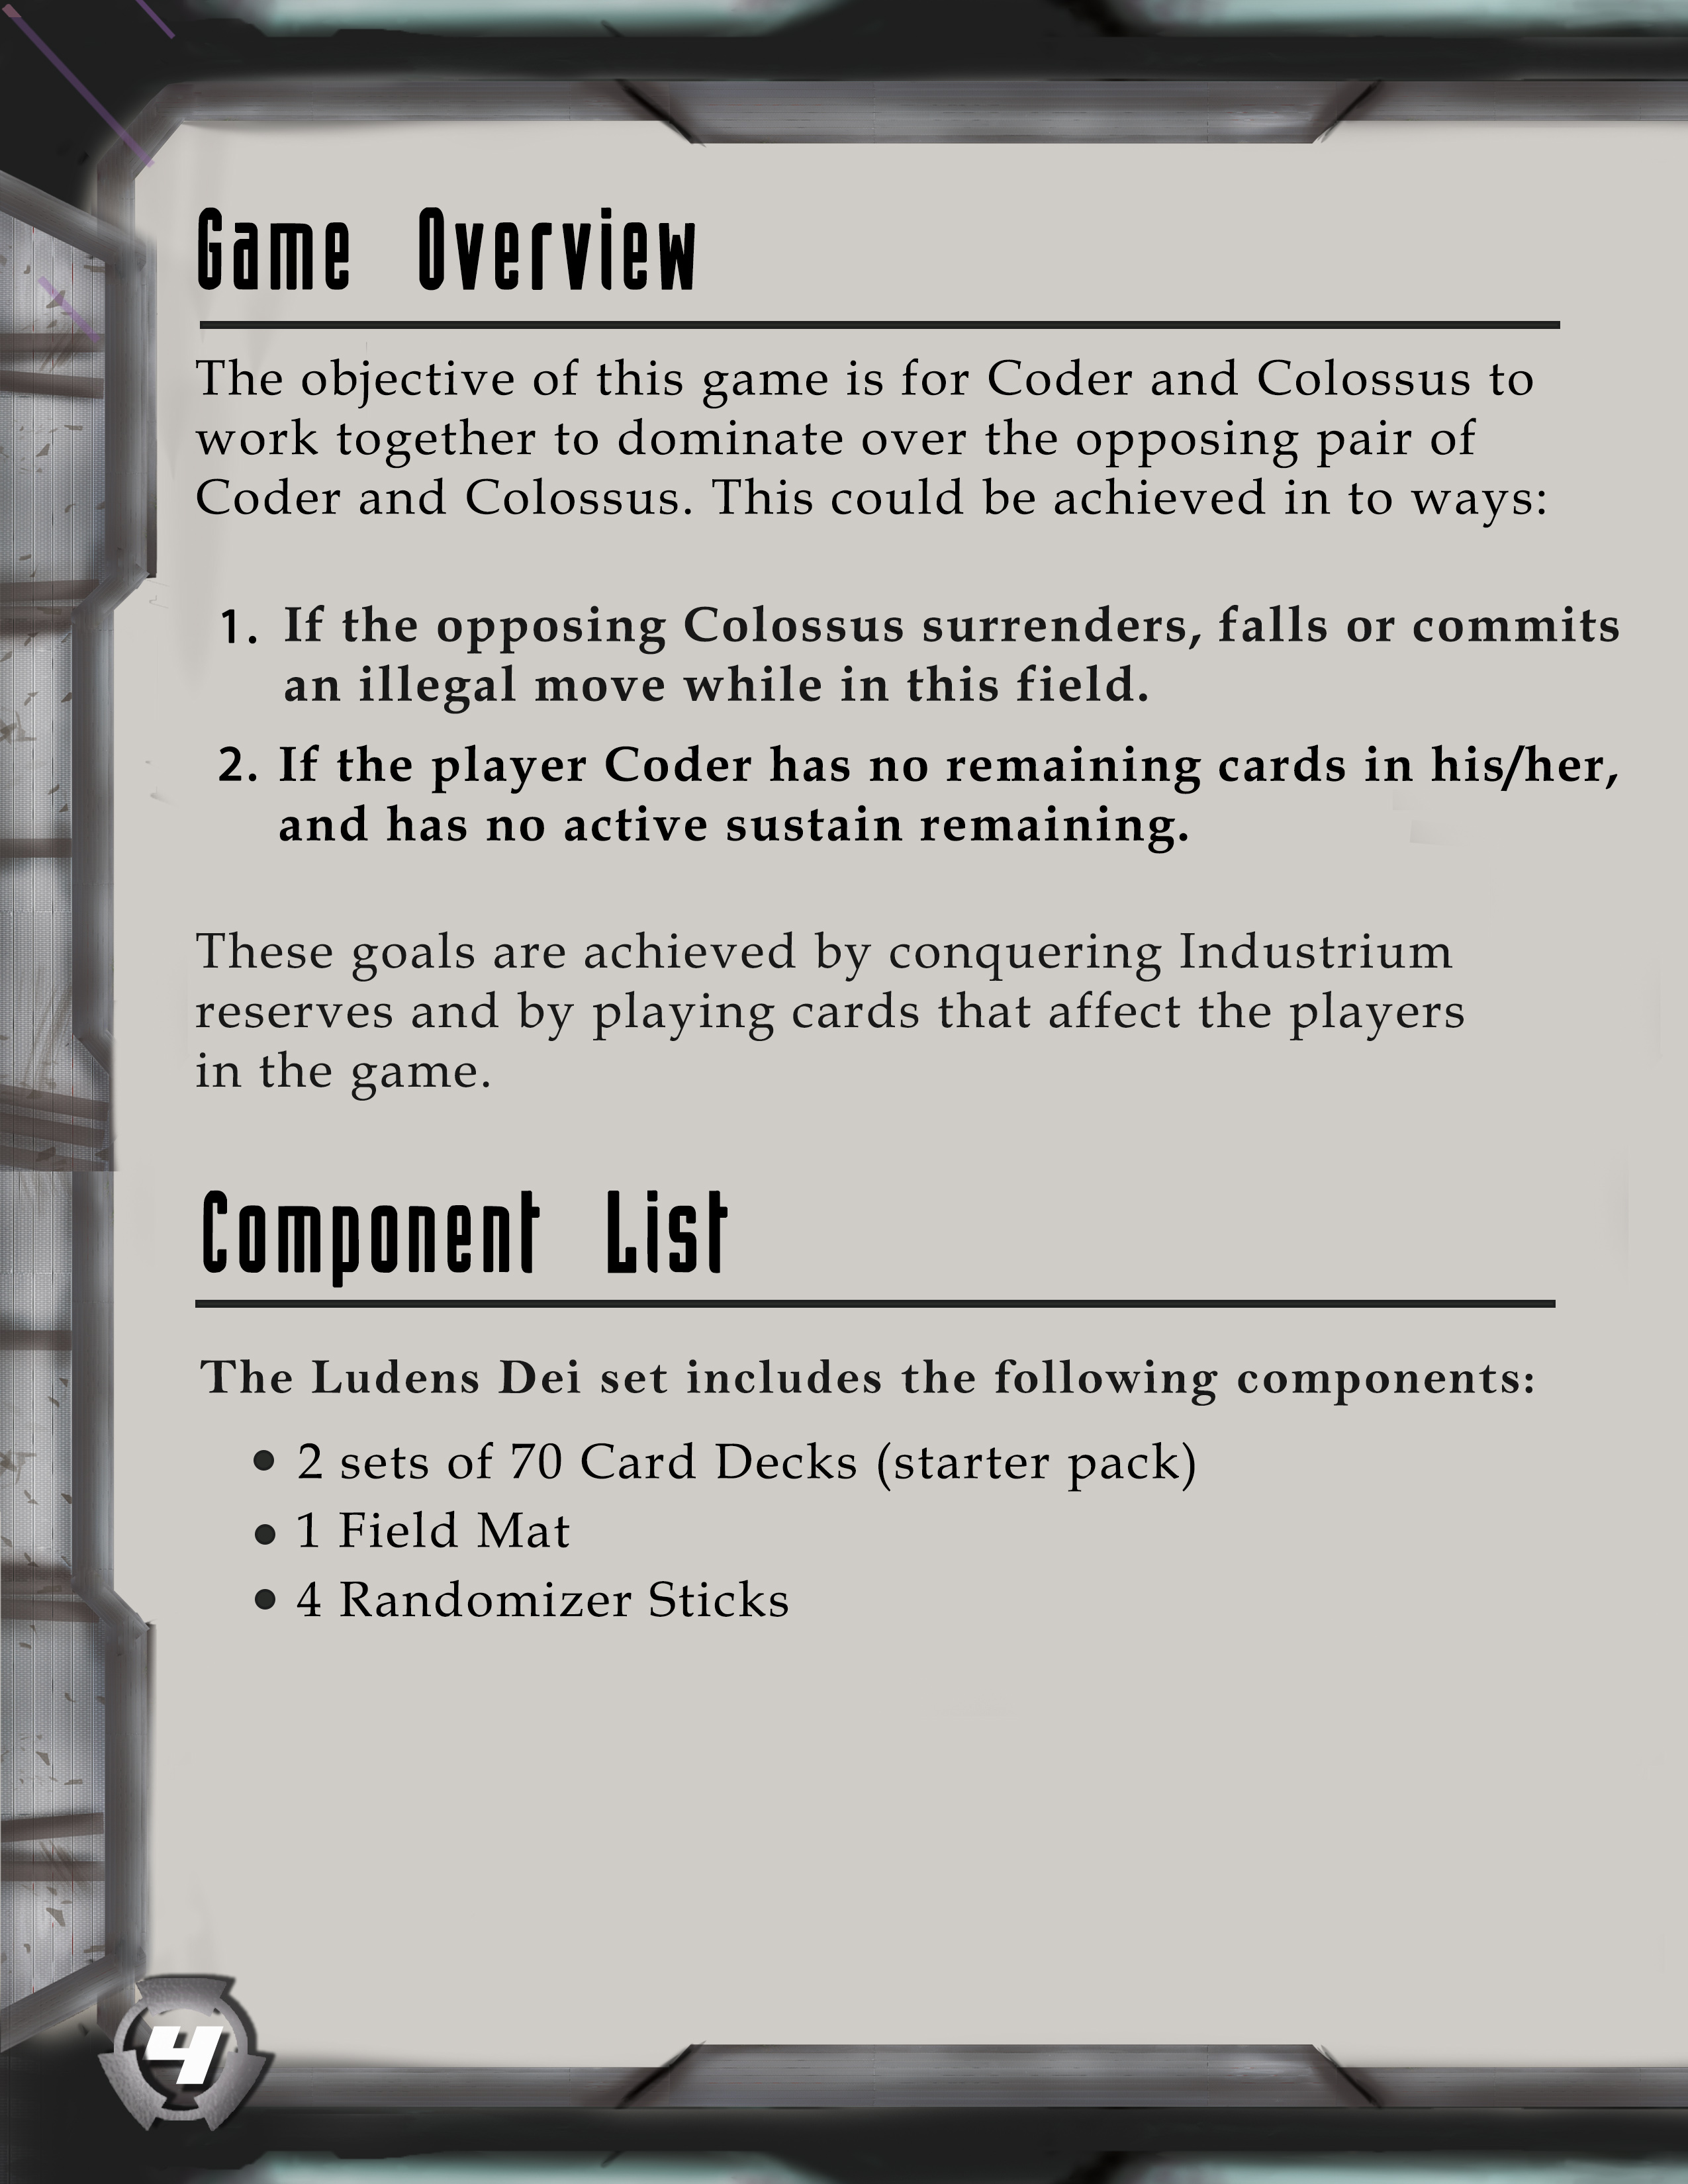 Game Overview
The objective of this game is for Coder and Colossus to
work together to dominate over the opposing pair of
Coder and Colossus. This could be achieved in to ways:
1. If the opposing Colossus surrenders, falls or commits
an illegal move while in this field.
2. If the player Coder has no remaining cards in his/her,
and has no active sustain remaining.
These goals are achieved by conquering Industrium
reserves and by playing cards that affect the players
in the game.
Component List
The Ludens Dei set includes the following components:
• 2 sets of 70 Card Decks (starter pack)
• 1 Field Mat
• 4 Randomizer Sticks
4